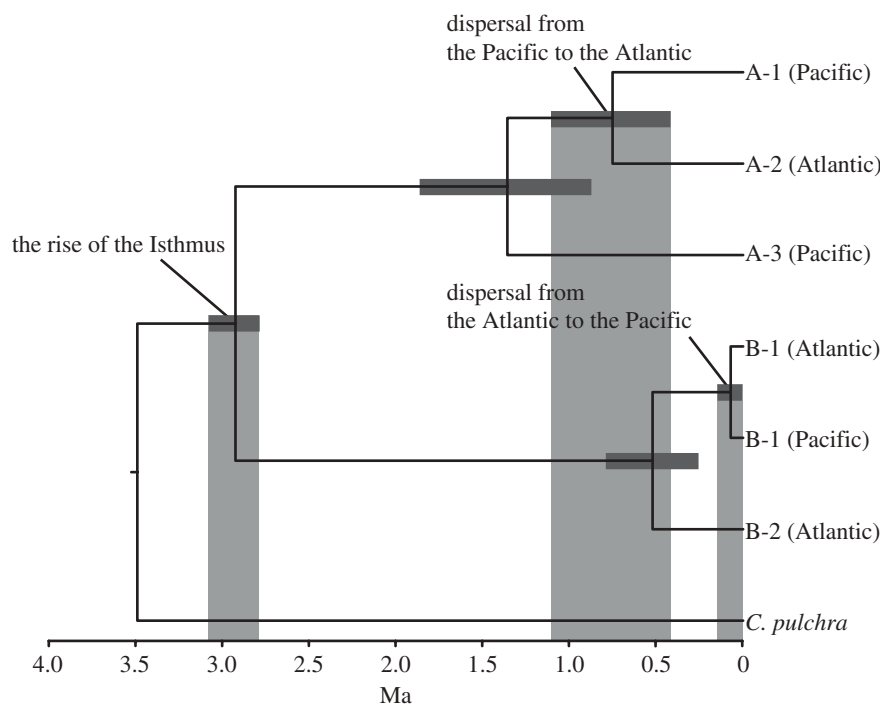 dispersal from
the Pacific to the Atlantic
A-1 (Pacific)
A-2 (Atlantic)
the rise of the Isthmus
A-3 (Pacific)
dispersal from
the Atlantic to the Pacific
B-1 (Atlantic)
B-1 (Pacific)
B-2 (Atlantic)
C. pulchra
4.0 3.5 3.0 2.5 2.0 1.5 1.0 0.5 0
Ma